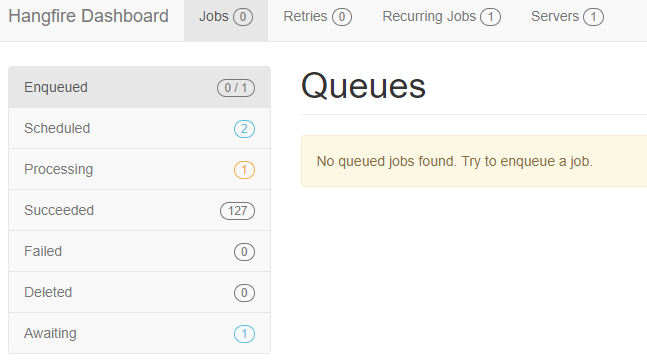 Hangfire Dashboard Jobs 0 Retries 0 Recurring Jobs 1 Servers 1
Enqueued 0 / 1
Scheduled 2
Processing 1
Succeeded 127
Failed 0
Deleted 0
Awaiting 1
Queues
No queued jobs found. Try to enqueue a job.